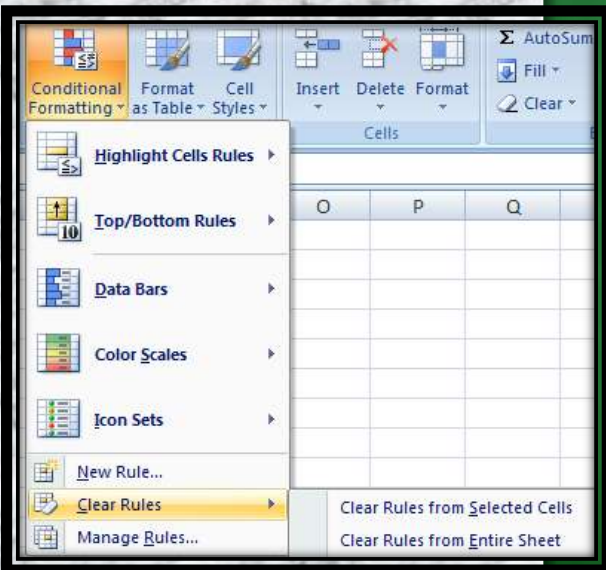 Conditional Formatting
Format as Table
Cell Styles
Insert
Delete
Format
Σ AutoSum
Fill
Clear
Cells
Highlight Cells Rules
O P Q
Top/Bottom Rules
10
Data Bars
Color Scales
Icon Sets
New Rule...
Clear Rules
Clear Rules from Selected Cells
Manage Rules...
Clear Rules from Entire Sheet